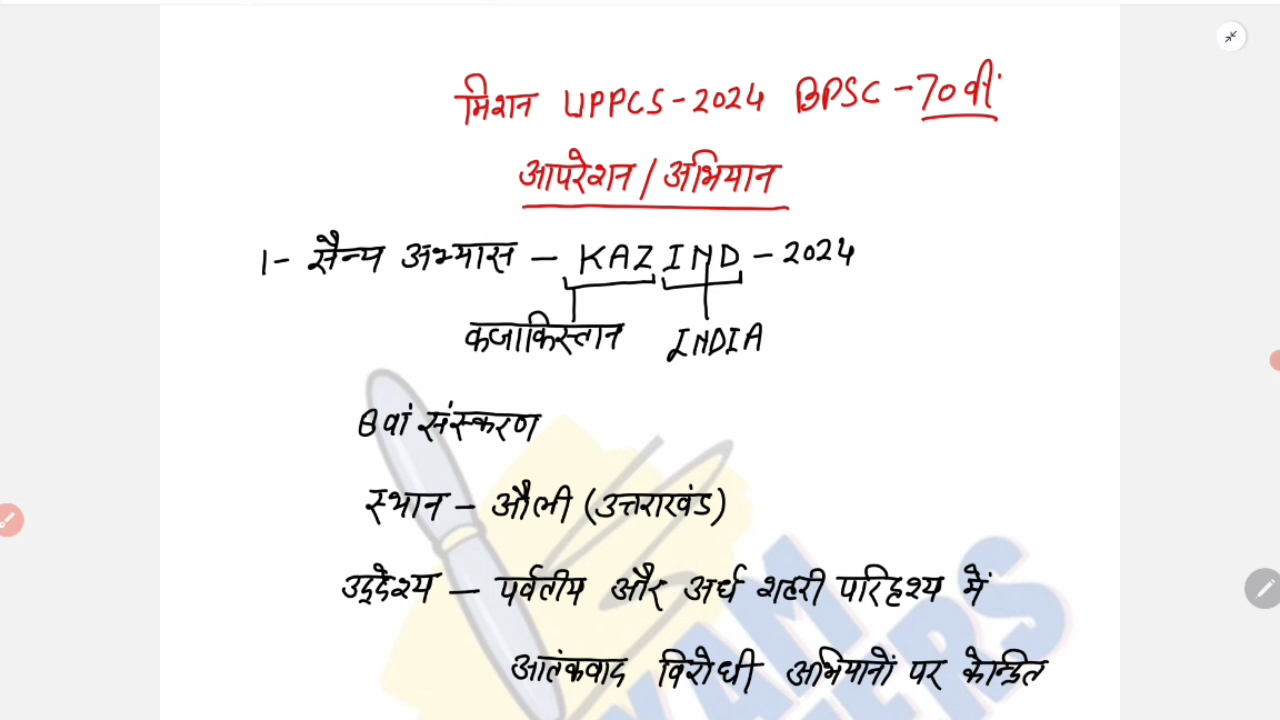 मिशन UPPCS-2024 BPSC-70वीं
आपरेशन / अभियान
1- सैन्य अभ्यास - KAZIND - 2024
कजाकिस्तान INDIA
8वां संस्करण
स्थान - औली (उत्तराखंड)
उद्देश्य - पर्वतीय और अर्ध शहरी परिदृश्य में
आतंकवाद विरोधी अभियानों पर केन्द्रित